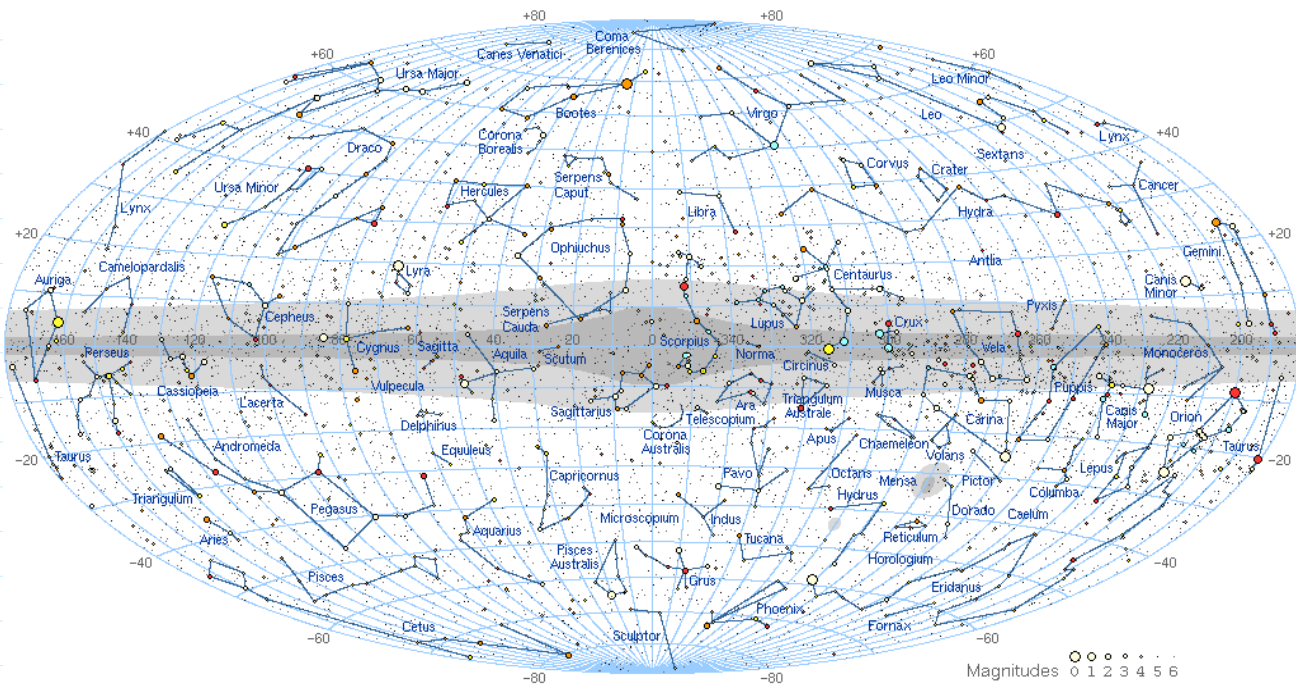 +80
+80
Coma
Berenices
Canes Venatici
+60
+60
Ursa Major
Leo Minor
Bootes
Virgo
Leo
+40
Corona
Borealis
Lynx
+40
Draco
Sextans
Corvus
Crater
Serpens
Caput
Ursa Minor
Hercules
Cancer
Lynx
Libra
Hydra
+20
+20
Ophiuchus
Gemini
Camelopardalis
Lyra
Antlia
Auriga
Centaurus
Canis
Minor
Pyxis
Cepheus
Serpens
Cauda
Lupus
Crux
160 140 120 100 80 60 40 20 0 340 320 300 280 260 240 220 200
Perseus
Cygnus
Sagitta
Aquila
Scutum
Scorpius
Norma
Circinus
Vela
Monoceros
Cassiopeia
Vulpecula
Lacerta
Musca
Puppis
Sagittarius
Ara
Triangulum
Australe
Canis
Major
Orion
Delphinus
Telescopium
Carina
Andromeda
Equuleus
Corona
Australis
Apus
Chaemeleon
Volans
Taurus
Taurus
-20
-20
Capricornus
Pavo
Octans
Mensa
Pictor
Lepus
Triangulum
Pegasus
Hydrus
Columba
Aries
Aquarius
Microscopium
Indus
Dorado
Caelum
Tucana
Reticulum
-40
Pisces
Australis
Horologium
-40
Pisces
Grus
Eridanus
Phoenix
Cetus
Sculptor
Fornax
-60
-60
-80
-80
Magnitudes 0 1 2 3 4 5 6